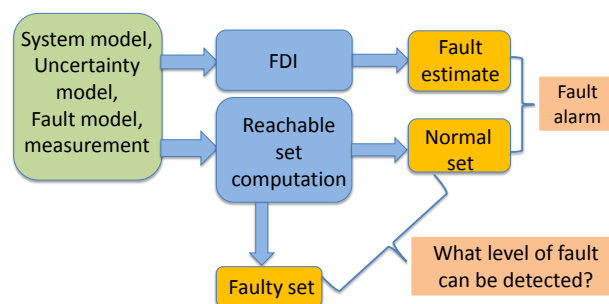 System model,
Uncertainty
model,
Fault model,
measurement
FDI
Fault
estimate
Reachable
set
computation
Normal
set
Fault
alarm
Faulty set
What level of fault
can be detected?